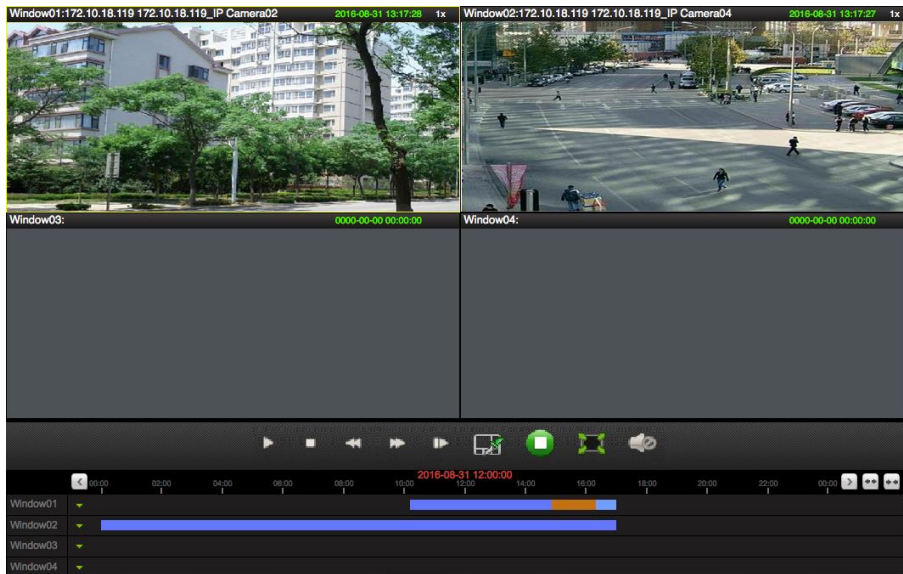 Window01:172.10.18.119 172.10.18.119_IP Camera02 2016-08-31 13:17:28 1x
Window02:172.10.18.119 172.10.18.119_IP Camera04 2016-08-31 13:17:27 1x
Window03: 0000-00-00 00:00:00
Window04: 0000-00-00 00:00:00
2016-08-31 12:00:00
00:00 02:00 04:00 06:00 08:00 10:00 12:00 14:00 16:00 18:00 20:00 22:00 00:00
Window01
Window02
Window03
Window04